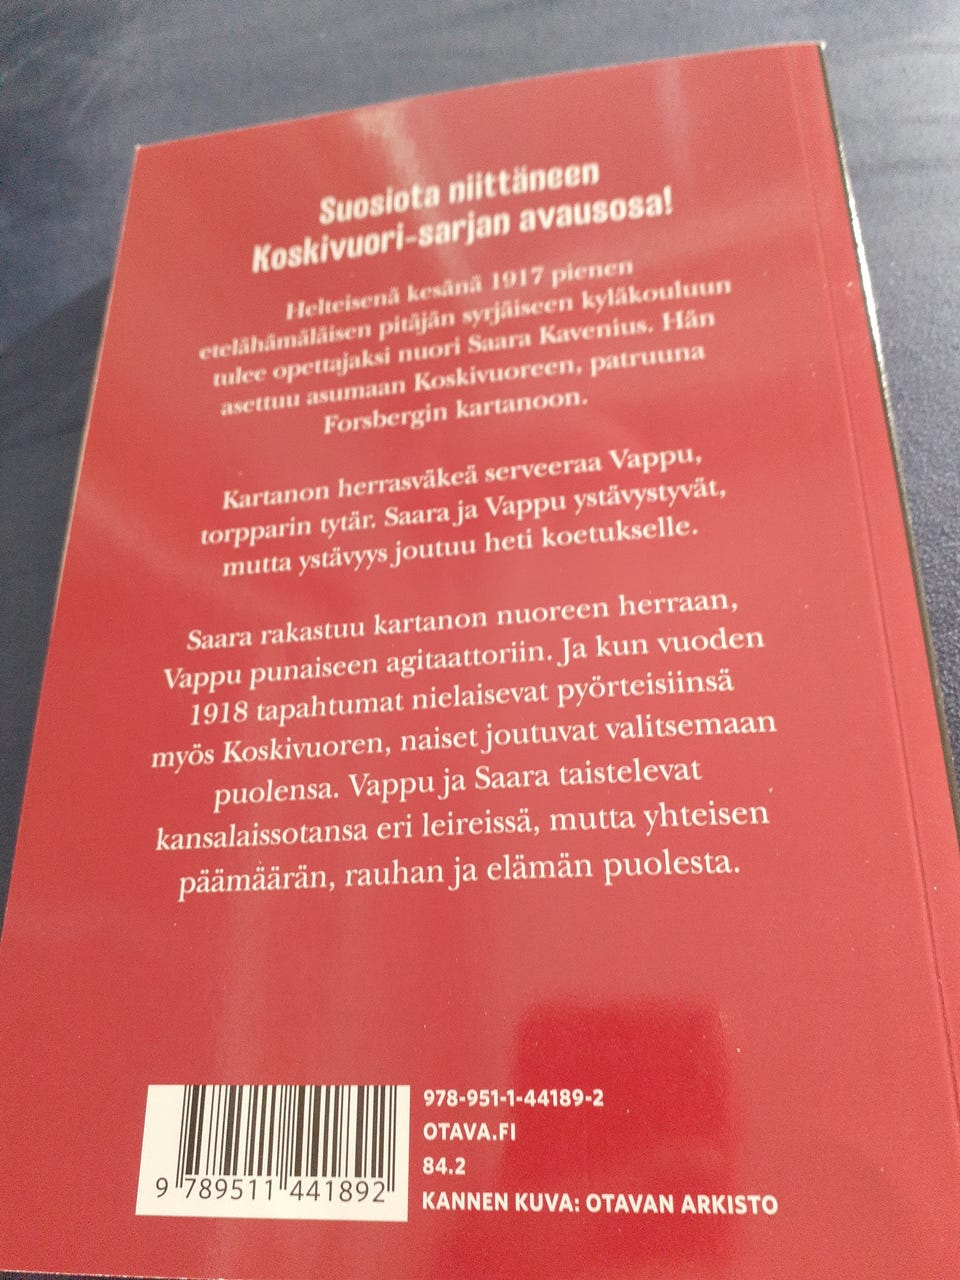 Suosiota niittäneen
Koskivuori-sarjan avausosa!
Helteisenä kesänä 1917 pienen
etelähämäläisen pitäjän syrjäiseen kyläkouluun
tulee opettajaksi nuori Saara Kavenius. Hän
asettuu asumaan Koskivuoreen, patruuna
Forsbergin kartanoon.
Kartanon herrasväkeä serveeraa Vappu,
torpparin tytär. Saara ja Vappu ystävystyvät,
mutta ystävyys joutuu heti koetukselle.
Saara rakastuu kartanon nuoreen herraan,
Vappu punaiseen agitaattoriin. Ja kun vuoden
1918 tapahtumat nielaisevat pyörteisiinsä
myös Koskivuoren, naiset joutuvat valitsemaan
puolensa. Vappu ja Saara taistelevat
kansalaissotansa eri leireissä, mutta yhteisen
päämäärän, rauhan ja elämän puolesta.
978-951-1-44189-2
OTAVA.FI
84.2
KANNEN KUVA: OTAVAN ARKISTO
9 789511 441892